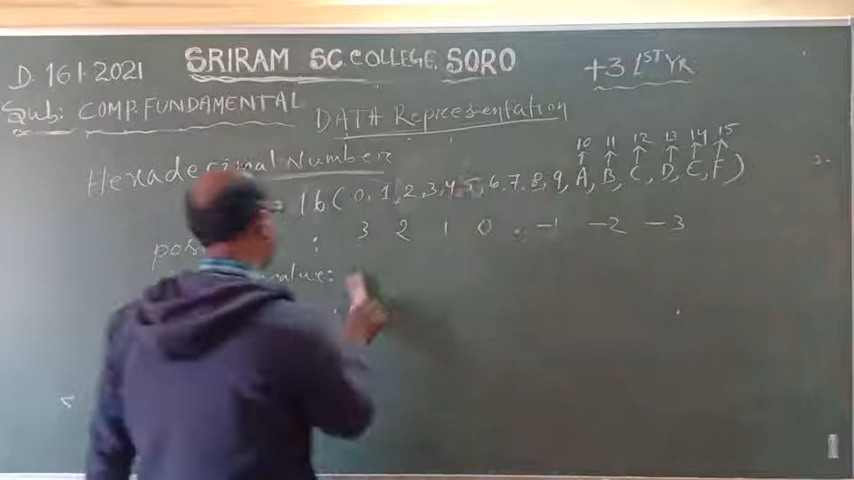 D. 16 1. 2021 SRIRAM SC COLLEGE, SORO +3 1ST YR
Sub: COMP. FUNDAMENTAL DATA Representation
10 11 12 13 14 15
Hexadecimal Number
= 16 (0, 1, 2, 3, 4, 5, 6, 7, 8, 9, A, B, C, D, E, F)
: 3 2 1 0 . -1 -2 -3
value: